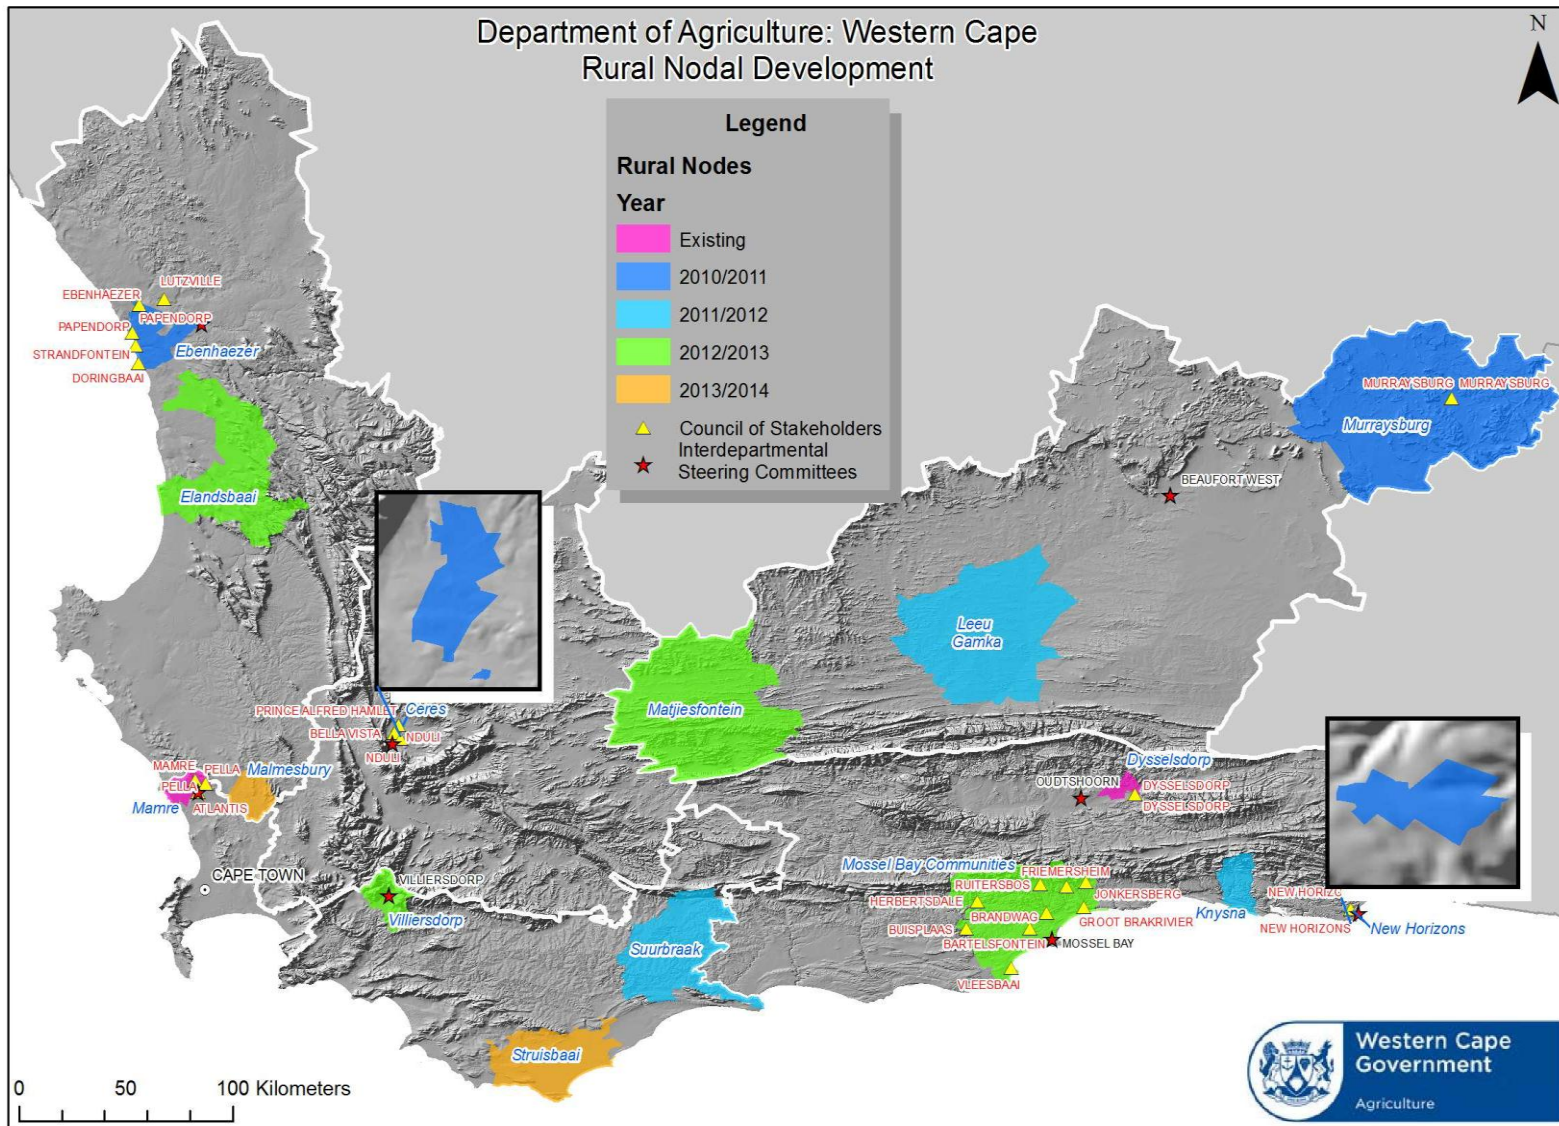 Department of Agriculture: Western Cape
Rural Nodal Development
N
Legend
Rural Nodes
Year
Existing
2010/2011
2011/2012
2012/2013
2013/2014
Council of Stakeholders
Interdepartmental
Steering Committees
LUTZVILLE
EBENHAEZER
PAPENDORP
PAPENDORP
STRANDFONTEIN
Ebenhaezer
DORINGBAAI
Elandsbaai
MURRAYSBURG
MURRAYSBURG
Murraysburg
BEAUFORT WEST
Leeu
Gamka
Matjiesfontein
PRINCE ALFRED HAMLET
Ceres
BELLA VISTA
NDULI
NDULI
MAMRE
PELLA
Malmesbury
PELLA
Mamre
ATLANTIS
CAPE TOWN
VILLIERSDORP
Villiersdorp
Dysselsdorp
OUDTSHOORN
DYSSELSDORP
DYSSELSDORP
Mossel Bay Communities
FRIEMERSHEIM
RUITERSBOS
JONKERSBERG
HERBERTSDALE
BRANDWAG
GROOT BRAKRIVIER
BUISPLAAS
BARTELSFONTEIN
MOSSEL BAY
VLEESBAAI
Knysna
NEW HORIZO
NEW HORIZONS
New Horizons
Suurbraak
Struisbaai
0 50 100 Kilometers
Western Cape
Government
Agriculture